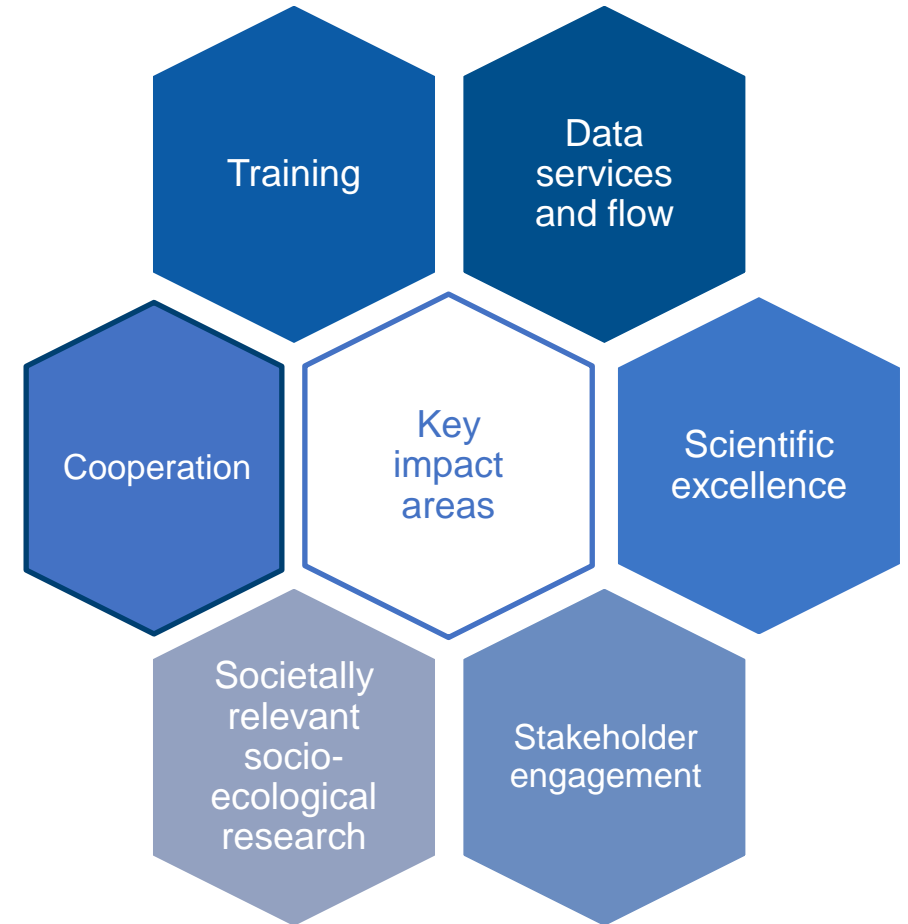 Training
Data
services
and flow
Cooperation
Key
impact
areas
Scientific
excellence
Societally
relevant
socio-
ecological
research
Stakeholder
engagement